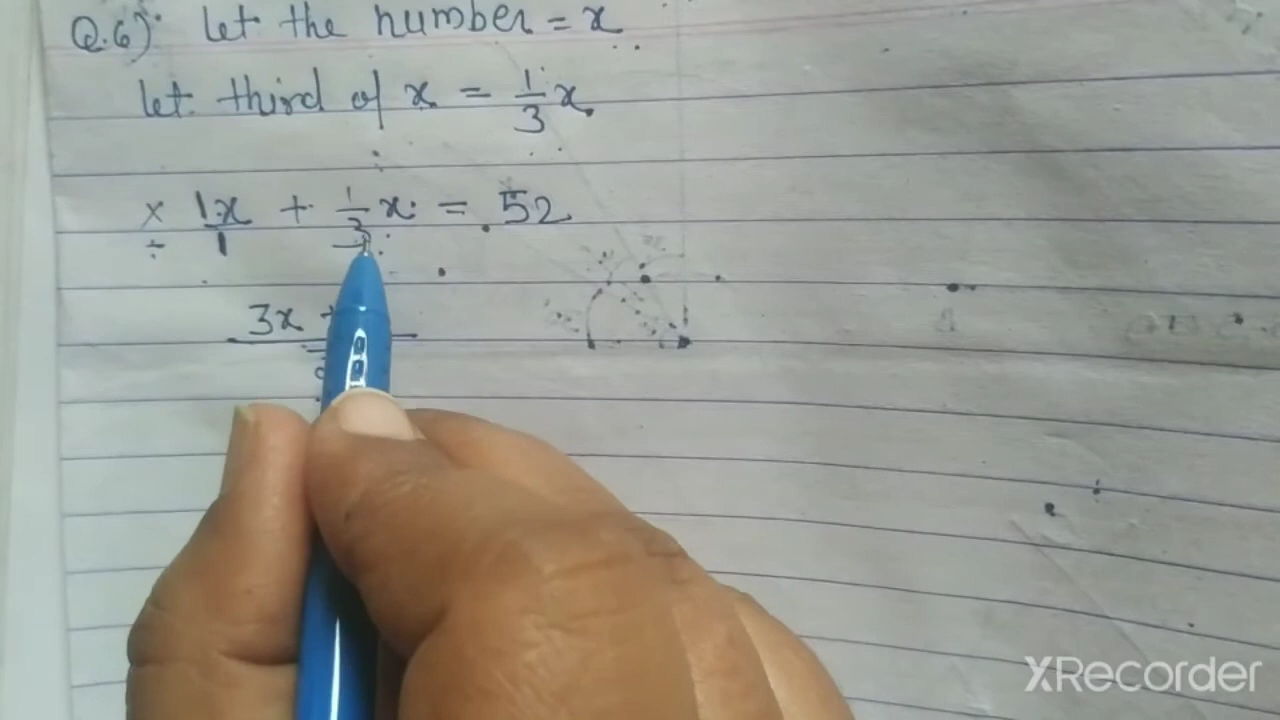 Q.6) let the number = x
let third of x = 1/3 x
× 1x/1 + 1/3 x = 52
÷
3x +
XRecorder